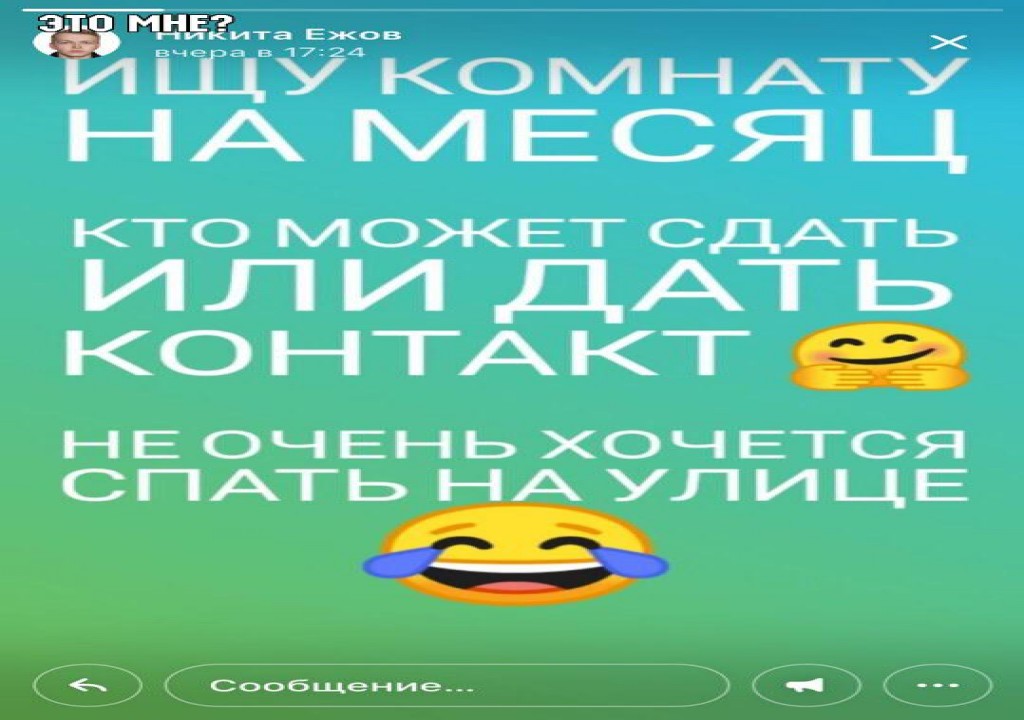 ЭТО МНЕ?
Никита Ежов
вчера в 17:24
ИЩУ КОМНАТУ
НА МЕСЯЦ
КТО МОЖЕТ СДАТЬ
ИЛИ ДАТЬ
КОНТАКТ 🤗
НЕ ОЧЕНЬ ХОЧЕТСЯ
СПАТЬ НА УЛИЦЕ
😂
Сообщение...